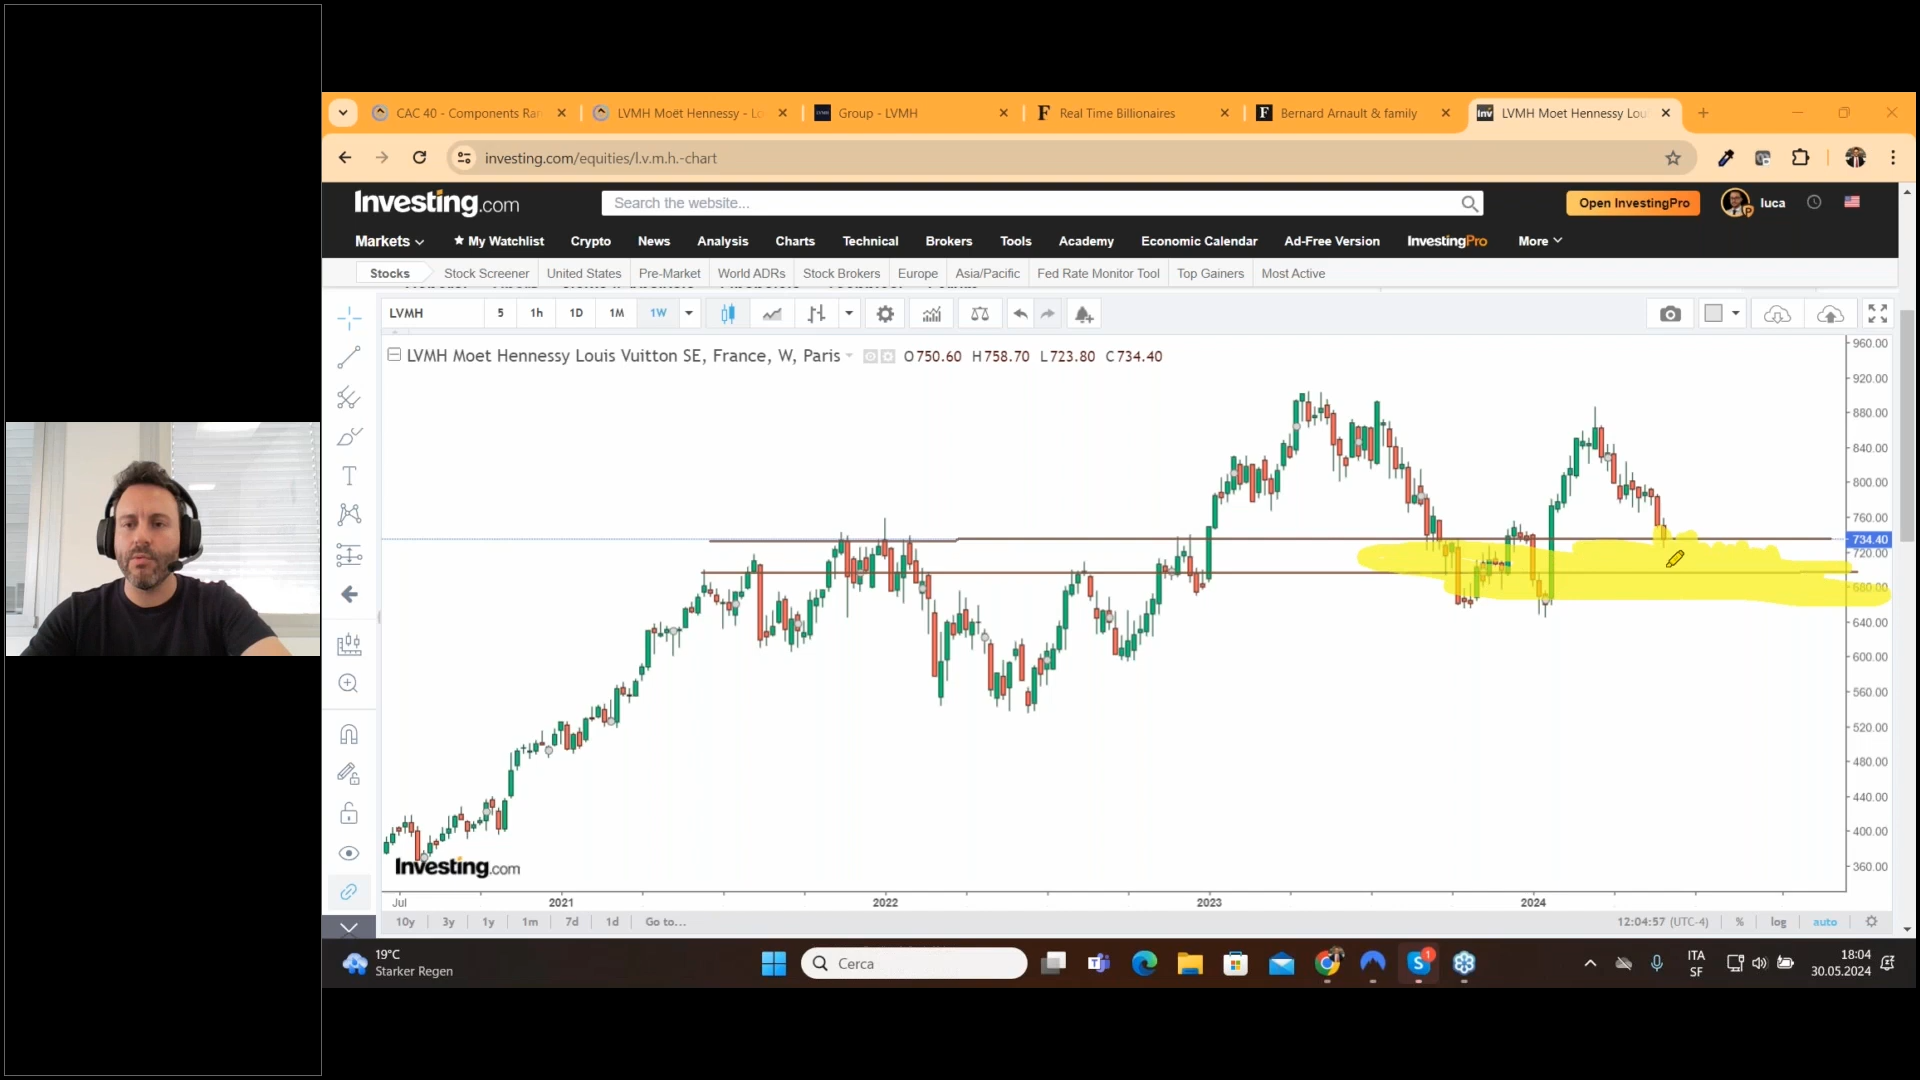 CAC 40 - Components Ran
LVMH Moët Hennessy - Lo
Group - LVMH
Real Time Billionaires
Bernard Arnault & family
LVMH Moet Hennessy Lou
investing.com/equities/l.v.m.h.-chart
Investing.com
Search the website...
Open InvestingPro
luca
Markets
My Watchlist
Crypto
News
Analysis
Charts
Technical
Brokers
Tools
Academy
Economic Calendar
Ad-Free Version
InvestingPro
More
Stocks
Stock Screener
United States
Pre-Market
World ADRs
Stock Brokers
Europe
Asia/Pacific
Fed Rate Monitor Tool
Top Gainers
Most Active
LVMH
5
1h
1D
1M
1W
LVMH Moet Hennessy Louis Vuitton SE, France, W, Paris
O750.60 H758.70 L723.80 C734.40
960.00
920.00
880.00
840.00
800.00
760.00
734.40
720.00
680.00
640.00
600.00
560.00
520.00
480.00
440.00
400.00
360.00
Investing.com
Jul
2021
2022
2023
2024
10y
3y
1y
1m
7d
1d
Go to...
12:04:57 (UTC-4)
%
log
auto
19°C
Starker Regen
Cerca
1
ITA
SF
18:04
30.05.2024